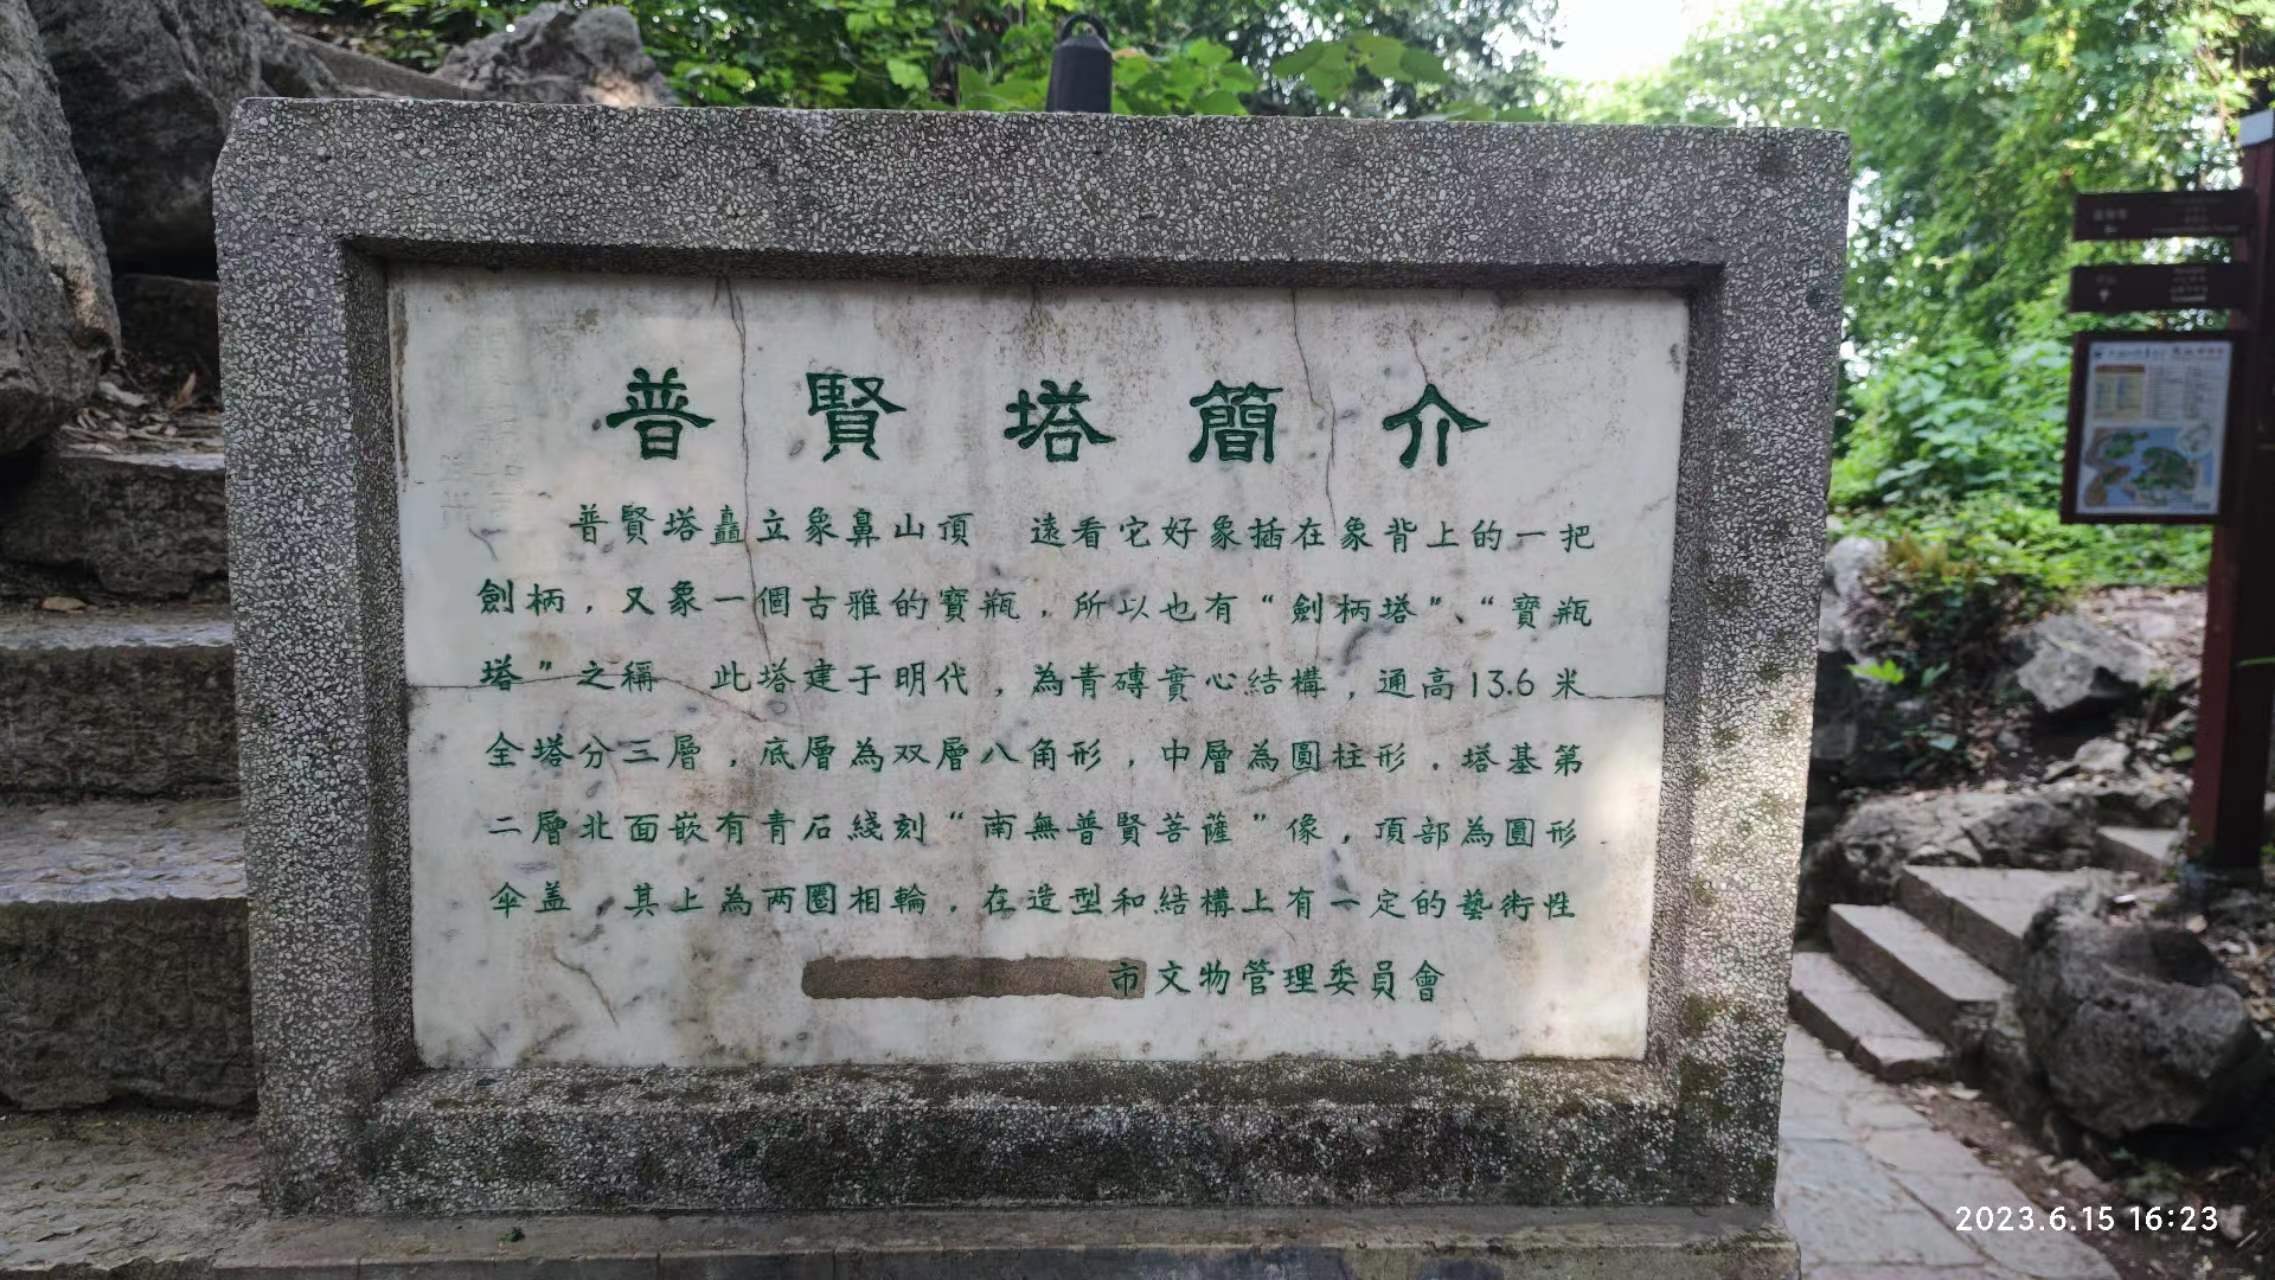 普賢塔簡介
普賢塔矗立象鼻山頂 遠看它好象插在象背上的一把
劍柄，又象一個古雅的寶瓶，所以也有“劍柄塔”、“寶瓶
塔”之稱 此塔建于明代，為青磚實心結構，通高13.6米
全塔分三層，底層為双層八角形，中層為圓柱形．塔基第
二層北面嵌有青石綫刻“南無普賢菩薩”像，頂部為圓形
伞盖，其上為两圈相輪．在造型和結構上有一定的藝術性
市文物管理委員會
2023.6.15 16:23